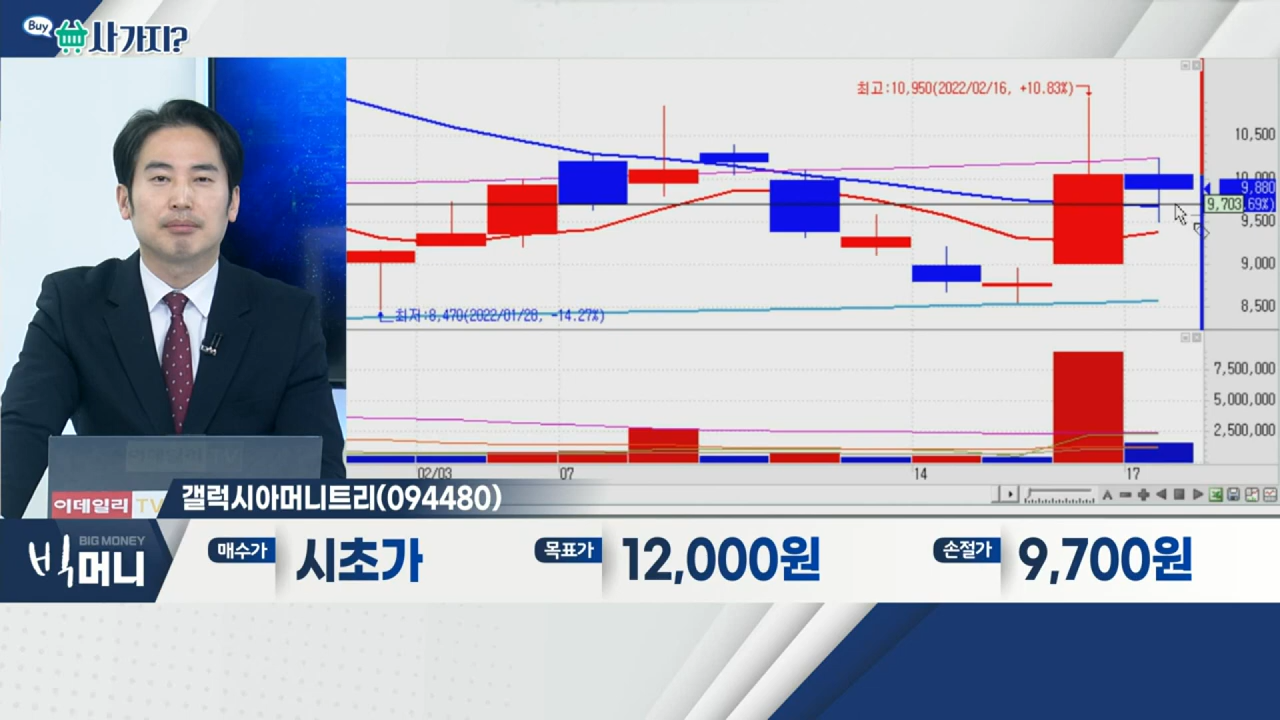 Buy
사가지?
최고:10,950(2022/02/16, +10.83%)
10,500
10,000
9,880
9,703
69%)
9,500
9,000
8,500
최저:8,470(2022/01/28, -14.27%)
7,500,000
5,000,000
2,500,000
02/03
07
14
17
A
이데일리 TV
갤럭시아머니트리(094480)
BIG MONEY
빅머니
매수가
시초가
목표가
12,000원
손절가
9,700원